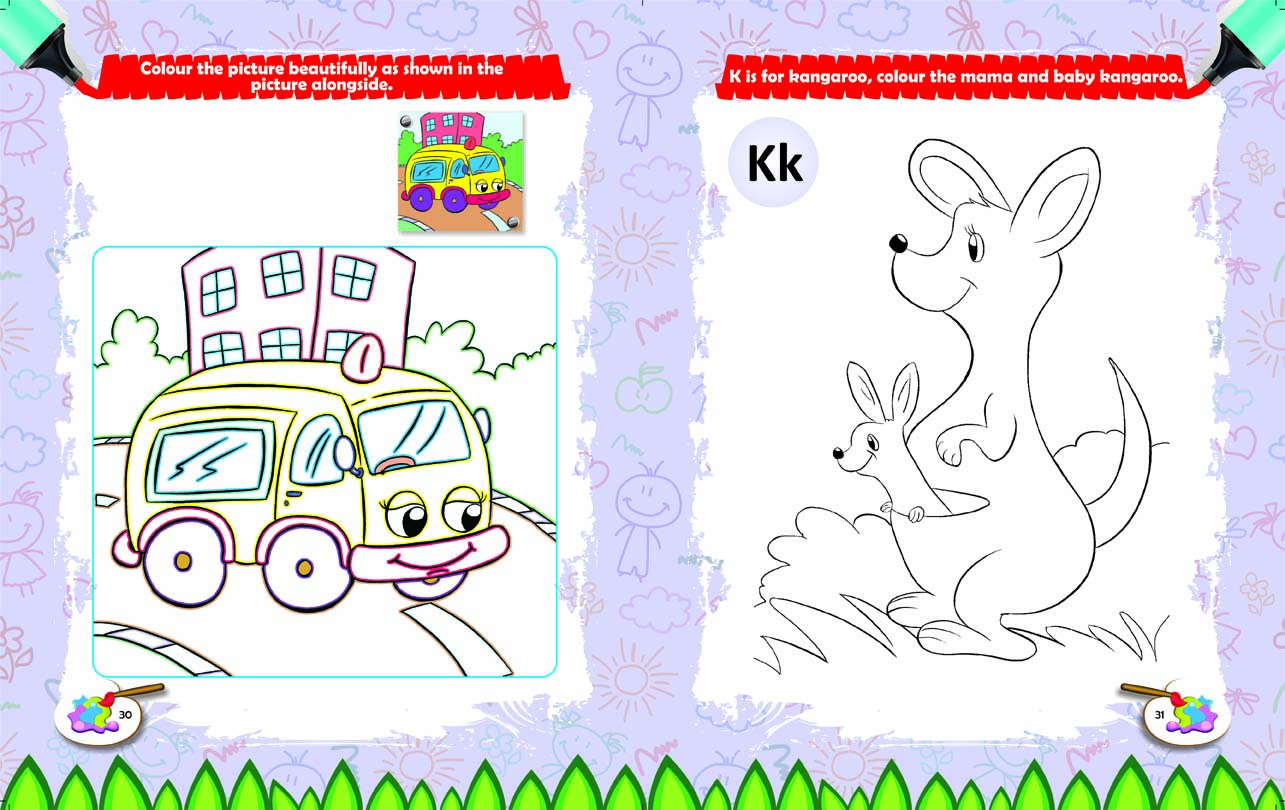 Colour the picture beautifully as shown in the
picture alongside.
30
K is for kangaroo, colour the mama and baby kangaroo.
Kk
31